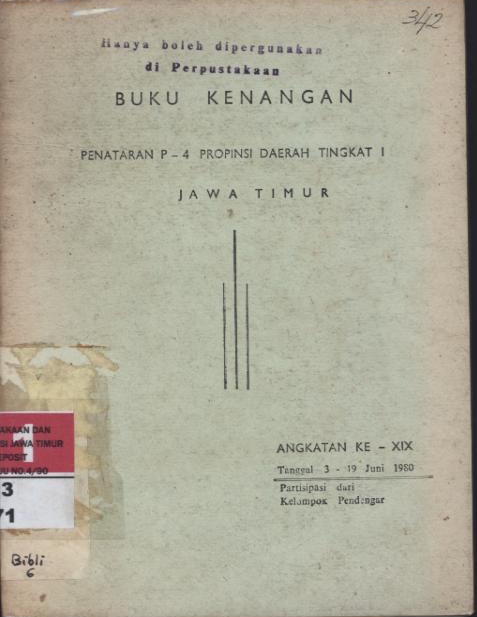 342
Hanya boleh dipergunakan
di Perpustakaan
BUKU KENANGAN
PENATARAN P-4 PROPINSI DAERAH TINGKAT I
JAWA TIMUR
AKAAN DAN
SI JAWA TIMUR
EPOSIT
UU NO.4/90
3
71
Bibli
6
ANGKATAN KE - XIX
Tanggal 3 - 19 Juni 1980
Partisipasi dari
Kelompok Pendengar